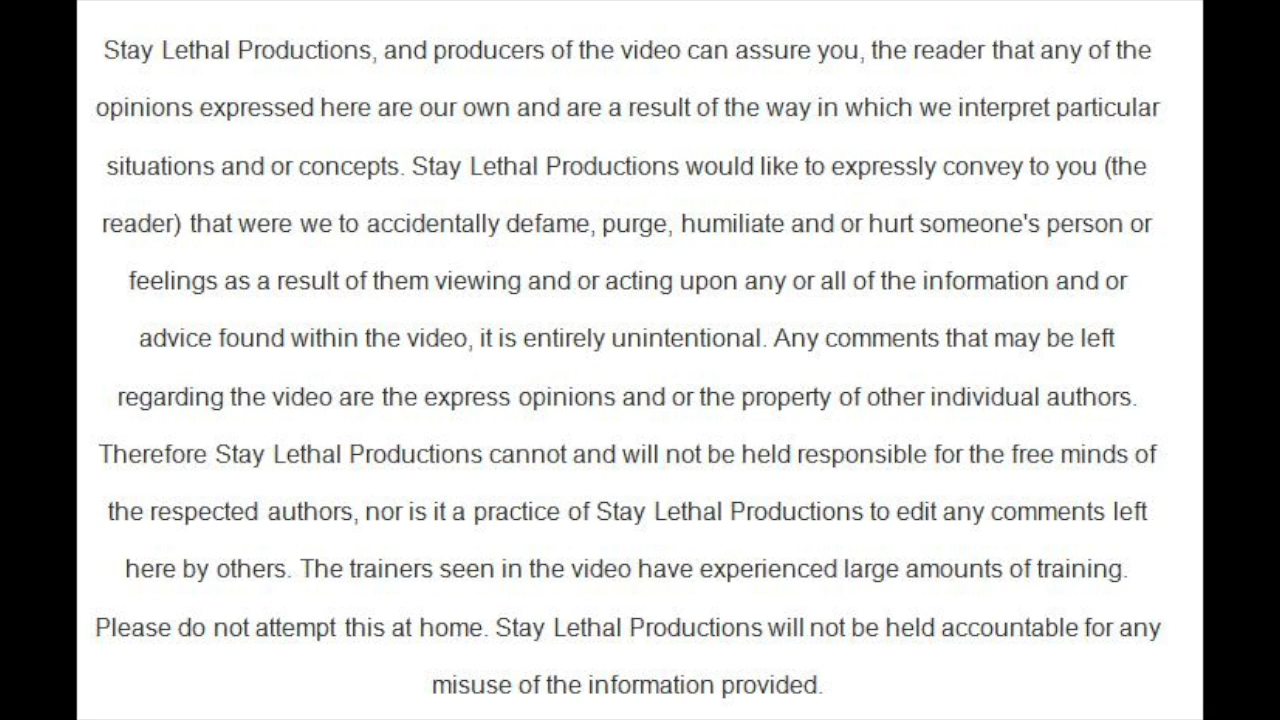 Stay Lethal Productions, and producers of the video can assure you, the reader that any of the
opinions expressed here are our own and are a result of the way in which we interpret particular
situations and or concepts. Stay Lethal Productions would like to expressly convey to you (the
reader) that were we to accidentally defame, purge, humiliate and or hurt someone's person or
feelings as a result of them viewing and or acting upon any or all of the information and or
advice found within the video, it is entirely unintentional. Any comments that may be left
regarding the video are the express opinions and or the property of other individual authors.
Therefore Stay Lethal Productions cannot and will not be held responsible for the free minds of
the respected authors, nor is it a practice of Stay Lethal Productions to edit any comments left
here by others. The trainers seen in the video have experienced large amounts of training.
Please do not attempt this at home. Stay Lethal Productions will not be held accountable for any
misuse of the information provided.